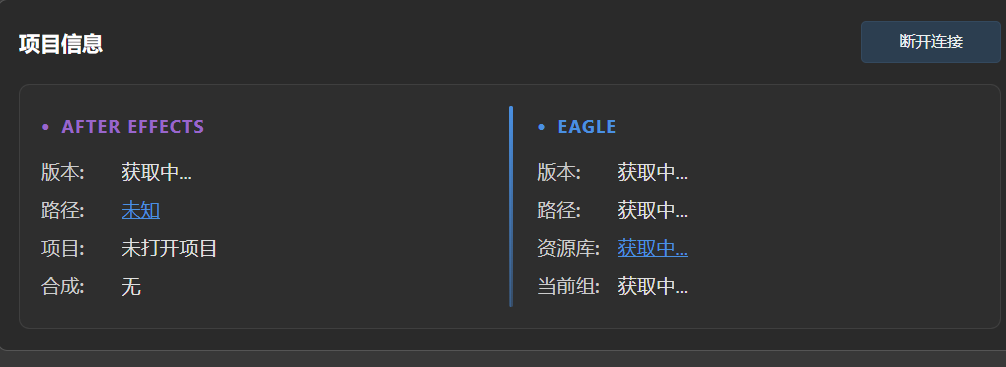 项目信息
断开连接
• AFTER EFFECTS
版本: 获取中...
路径: 未知
项目: 未打开项目
合成: 无
• EAGLE
版本: 获取中...
路径: 获取中...
资源库: 获取中...
当前组: 获取中...